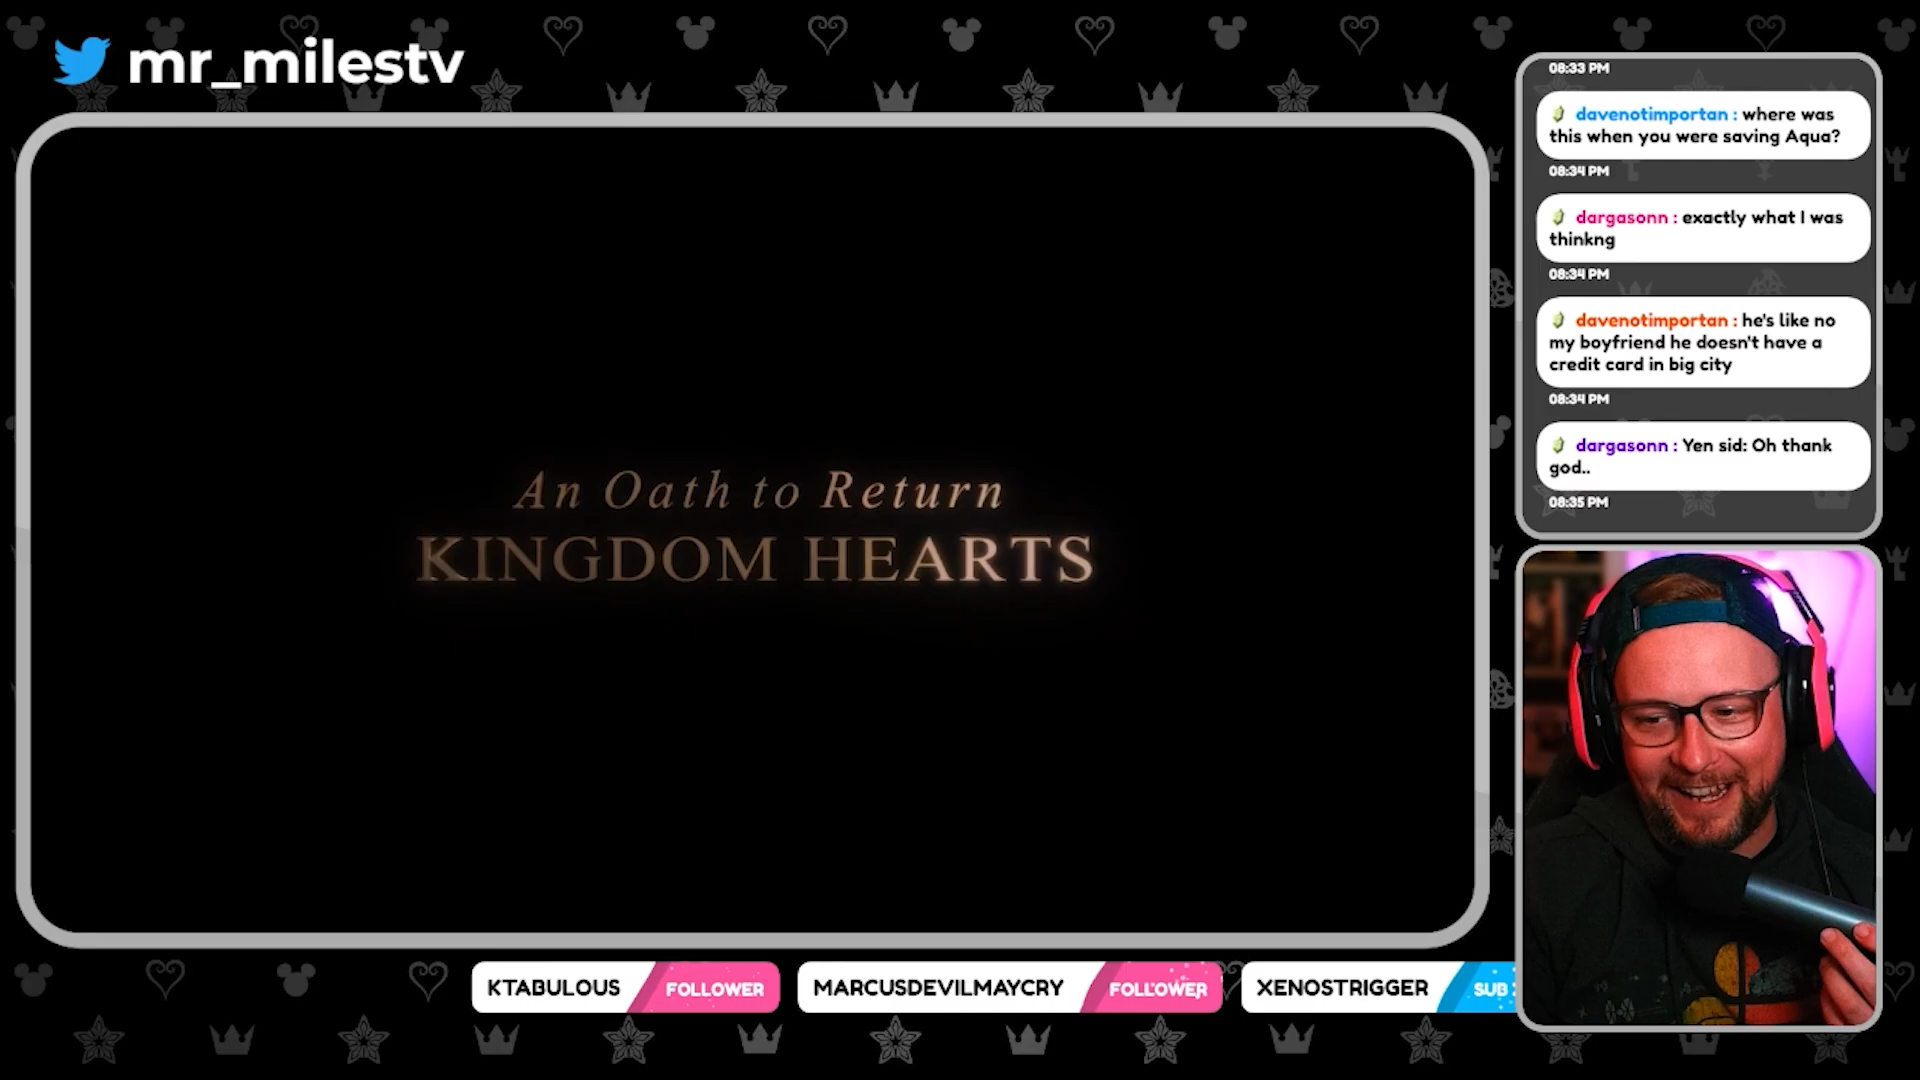 mr_milestv
An Oath to Return
KINGDOM HEARTS
08:33 PM
davenotimportan : where was
this when you were saving Aqua?
08:34 PM
dargasonn : exactly what I was
thinkng
08:34 PM
davenotimportan : he's like no
my boyfriend he doesn't have a
credit card in big city
08:34 PM
dargasonn : Yen sid: Oh thank
god..
08:35 PM
KTABULOUS FOLLOWER MARCUSDEVILMAYCRY FOLLOWER XENOSTRIGGER SUB